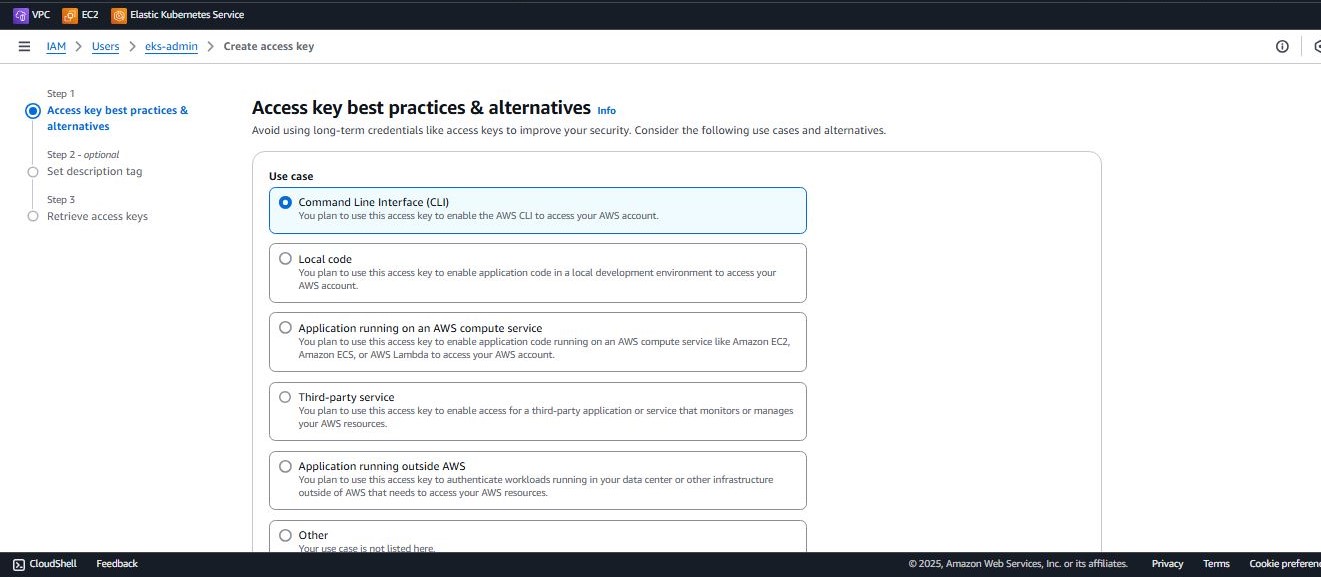 VPC EC2 Elastic Kubernetes Service
IAM Users eks-admin Create access key
Step 1
Access key best practices &
alternatives
Step 2 - optional
Set description tag
Step 3
Retrieve access keys
Access key best practices & alternatives Info
Avoid using long-term credentials like access keys to improve your security. Consider the following use cases and alternatives.
Use case
Command Line Interface (CLI)
You plan to use this access key to enable the AWS CLI to access your AWS account.
Local code
You plan to use this access key to enable application code in a local development environment to access your
AWS account.
Application running on an AWS compute service
You plan to use this access key to enable application code running on an AWS compute service like Amazon EC2,
Amazon ECS, or AWS Lambda to access your AWS account.
Third-party service
You plan to use this access key to enable access for a third-party application or service that monitors or manages
your AWS resources.
Application running outside AWS
You plan to use this access key to authenticate workloads running in your data center or other infrastructure
outside of AWS that needs to access your AWS resources.
Other
Your use case is not listed here.
CloudShell Feedback © 2025, Amazon Web Services, Inc. or its affiliates. Privacy Terms Cookie preferen